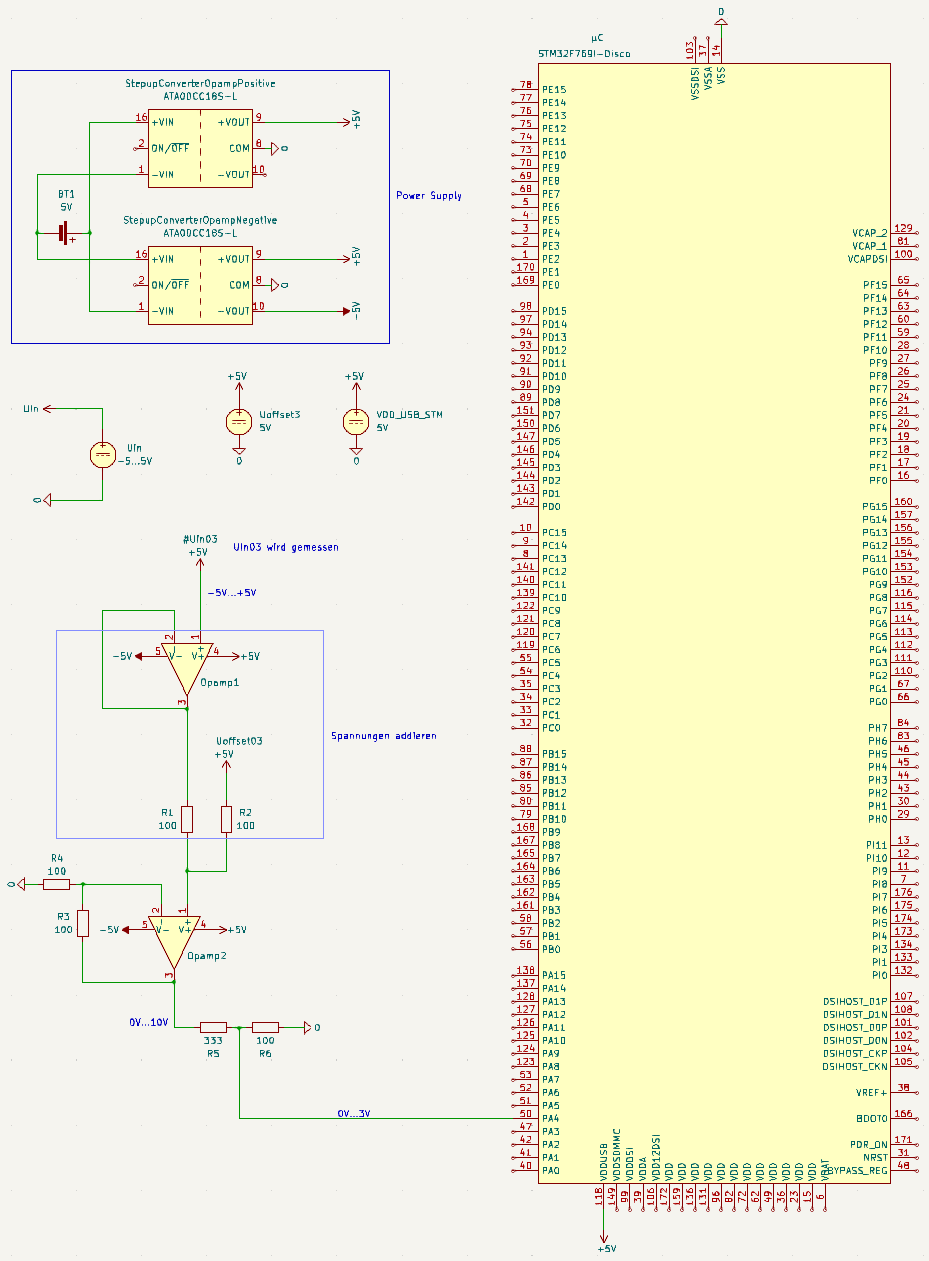 StepupConverterOpampPositive
ATA00CC18S-L
16 +VIN +VOUT 9 +5V
2 ON/OFF COM 8 0
1 -VIN -VOUT 10
BT1
5V
+
Power Supply
StepupConverterOpampNegative
ATA00CC18S-L
16 +VIN +VOUT 9 +5V
2 ON/OFF COM 8 0
1 -VIN -VOUT 10 -5V
Uin
Uin
-5...5V
0
+5V
Uoffset3
5V
0
+5V
VDD_USB_STM
5V
0
#Uin03
+5V
Uin03 wird gemessen
-5V...+5V
2 1
- +
-5V 5 V- V+ 4 +5V
Opamp1
3
Spannungen addieren
Uoffset03
+5V
R1
100
R2
100
R4
100
0
R3
100
2 1
- +
-5V 5 V- V+ 4 +5V
Opamp2
3
0V...10V
333
R5
100
R6
0
0V...3V
µC
STM32F769I-Disco
0
103 37 14
VSSDSI VSSA VSS
78 PE15
77 PE14
76 PE13
75 PE12
74 PE11
73 PE10
70 PE9
69 PE8
68 PE7
5 PE6
4 PE5
3 PE4
2 PE3
1 PE2
170 PE1
169 PE0
98 PD15
97 PD14
94 PD13
93 PD12
92 PD11
91 PD10
90 PD9
89 PD8
151 PD7
150 PD6
147 PD5
146 PD4
145 PD3
144 PD2
143 PD1
142 PD0
10 PC15
9 PC14
8 PC13
141 PC12
140 PC11
139 PC10
122 PC9
121 PC8
120 PC7
119 PC6
55 PC5
54 PC4
35 PC3
34 PC2
33 PC1
32 PC0
88 PB15
87 PB14
86 PB13
85 PB12
80 PB11
79 PB10
168 PB9
167 PB8
165 PB7
164 PB6
163 PB5
162 PB4
161 PB3
58 PB2
57 PB1
56 PB0
138 PA15
137 PA14
128 PA13
127 PA12
126 PA11
125 PA10
124 PA9
123 PA8
53 PA7
52 PA6
51 PA5
50 PA4
47 PA3
42 PA2
41 PA1
40 PA0
VCAP_2 129
VCAP_1 81
VCAPDSI 100
PF15 65
PF14 64
PF13 63
PF12 60
PF11 59
PF10 28
PF9 27
PF8 26
PF7 25
PF6 24
PF5 21
PF4 20
PF3 19
PF2 18
PF1 17
PF0 16
PG15 160
PG14 157
PG13 156
PG12 155
PG11 154
PG10 153
PG9 152
PG8 116
PG7 115
PG6 114
PG5 113
PG4 112
PG3 111
PG2 110
PG1 67
PG0 66
PH7 84
PH6 83
PH5 46
PH4 45
PH3 44
PH2 43
PH1 30
PH0 29
PI11 13
PI10 12
PI9 11
PI8 7
PI7 176
PI6 175
PI5 174
PI4 173
PI3 134
PI1 133
PI0 132
DSIHOST_D1P 107
DSIHOST_D1N 108
DSIHOST_D0P 101
DSIHOST_D0N 102
DSIHOST_CKP 104
DSIHOST_CKN 105
VREF+ 38
BOOT0 166
PDR_ON 171
NRST 31
BYPASS_REG 48
VDDUSB VDDSDMMC VDDDSI VDDA VDD12DSI VDD VDD VDD VDD VDD VDD VDD VDD VDD VDD VDD VDD VBAT
118 149 99 39 106 172 159 136 131 96 82 72 62 49 36 23 15 6
+5V